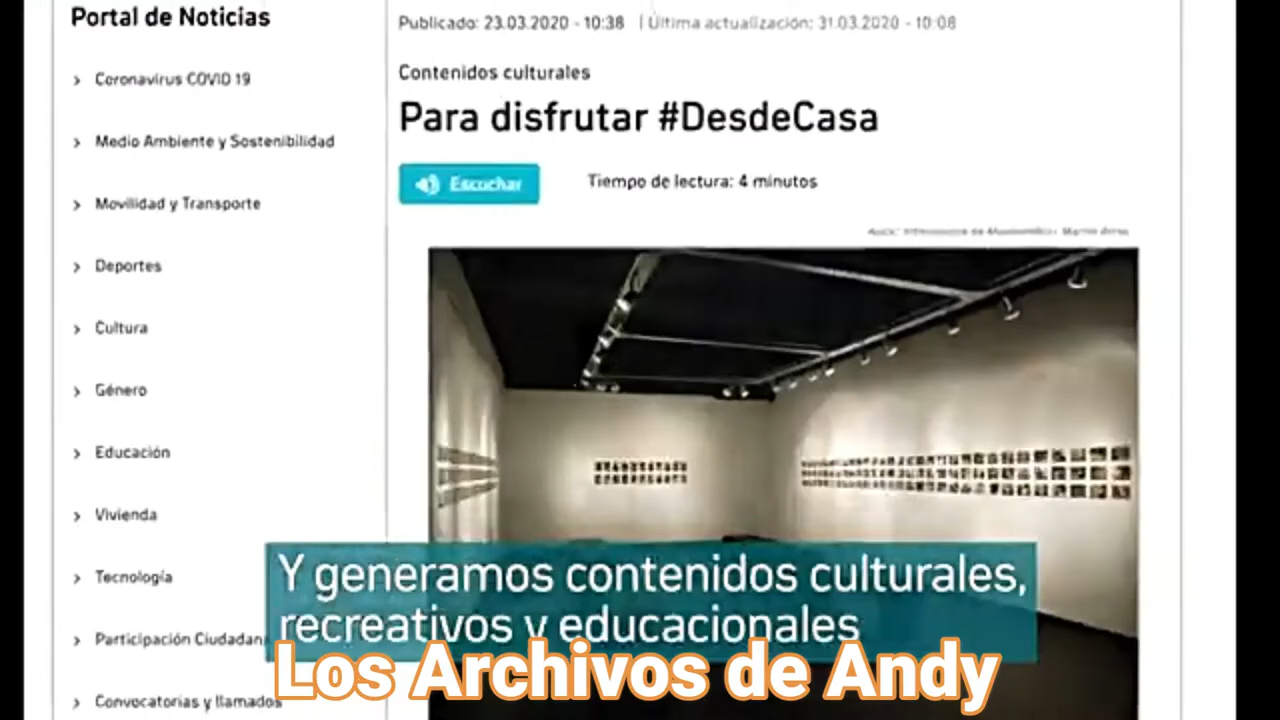 Portal de Noticias
Coronavirus COVID 19
Medio Ambiente y Sostenibilidad
Movilidad y Transporte
Deportes
Cultura
Género
Educación
Vivienda
Tecnología
Participación Ciudadan
Convocatorias y llamados
Publicado: 23.03.2020 - 10:38 | Última actualización: 31.03.2020 - 10:08
Contenidos culturales
Para disfrutar #DesdeCasa
Escuchar
Tiempo de lectura: 4 minutos
Y generamos contenidos culturales,
recreativos y educacionales
Los Archivos de Andy